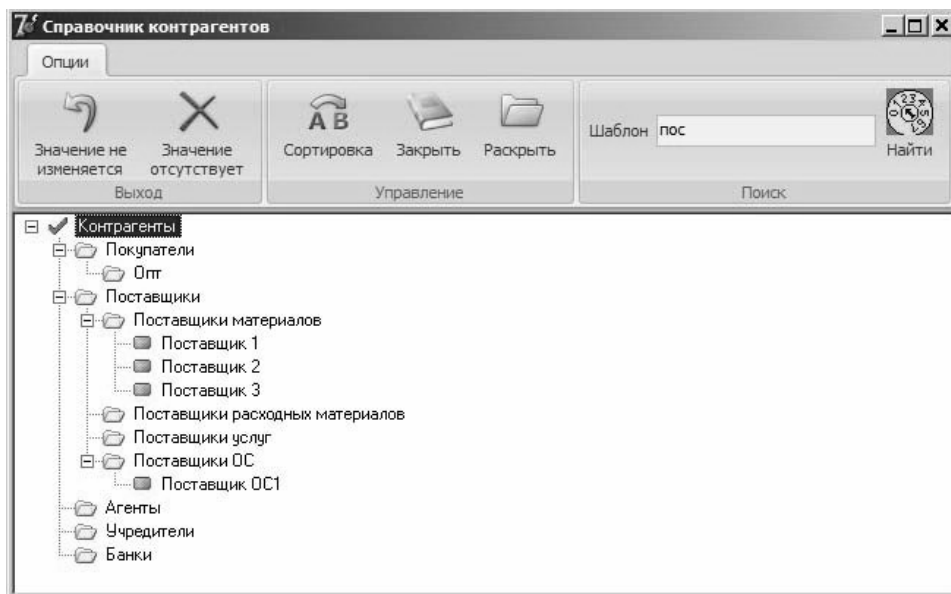 Справочник контрагентов
Опции
Значение не изменяется
Значение отсутствует
Выход
Сортировка
Закрыть
Раскрыть
Управление
Шаблон пос
Найти
Поиск
Контрагенты
Покупатели
Опт
Поставщики
Поставщики материалов
Поставщик 1
Поставщик 2
Поставщик 3
Поставщики расходных материалов
Поставщики услуг
Поставщики ОС
Поставщик ОС1
Агенты
Учредители
Банки